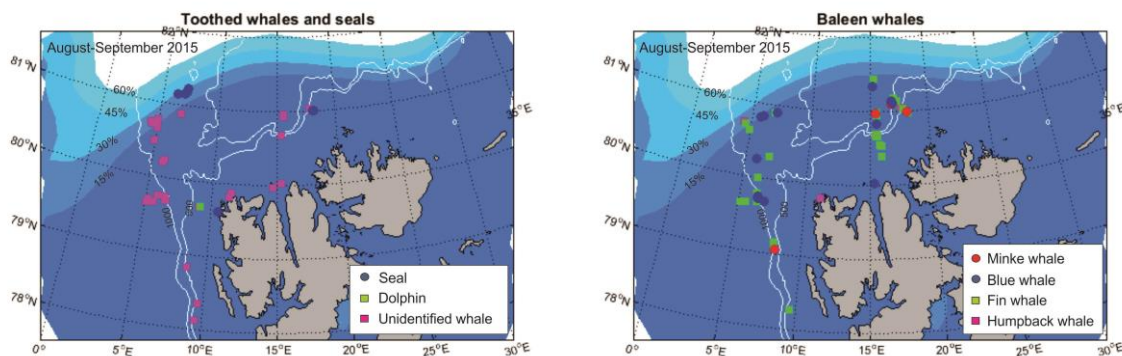 Toothed whales and seals
August-September 2015
82°N
81°N
80°N
79°N
78°N
60%
45%
30%
15%
1000
500
35°E
Seal
Dolphin
Unidentified whale
0°E
5°E
10°E
15°E
20°E
25°E
30°E
Baleen whales
August-September 2015
82°N
81°N
80°N
79°N
78°N
60%
45%
30%
15%
1000
500
35°E
Minke whale
Blue whale
Fin whale
Humpback whale
0°E
5°E
10°E
15°E
20°E
25°E
30°E